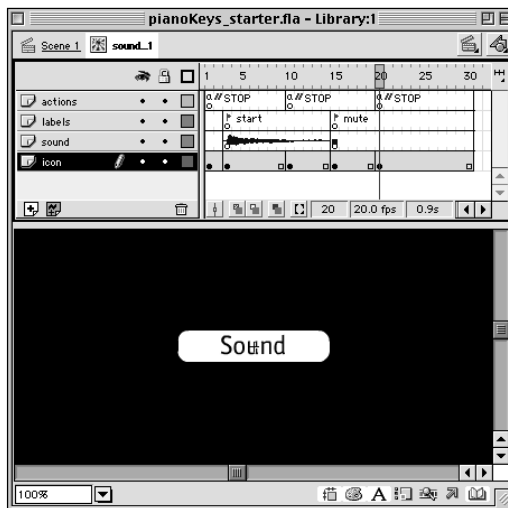 pianoKeys_starter.fla - Library:1
Scene 1 sound_1
1 5 10 15 20 25 30
actions a//STOP a//STOP a//STOP
labels start mute
sound
icon
20 20.0 fps 0.9s
Sound
100%
A